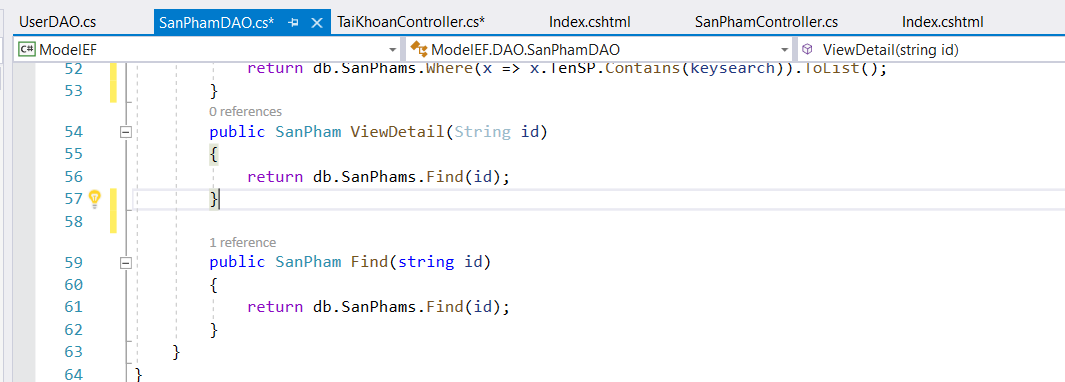 UserDAO.cs SanPhamDAO.cs* TaiKhoanController.cs* Index.cshtml SanPhamController.cs Index.cshtml
C# ModelEF ModelEF.DAO.SanPhamDAO ViewDetail(string id)
52 return db.SanPhams.Where(x => x.TenSP.Contains(keysearch)).ToList();
53 }
0 references
54 public SanPham ViewDetail(String id)
55 {
56 return db.SanPhams.Find(id);
57 }
58
1 reference
59 public SanPham Find(string id)
60 {
61 return db.SanPhams.Find(id);
62 }
63 }
64 }